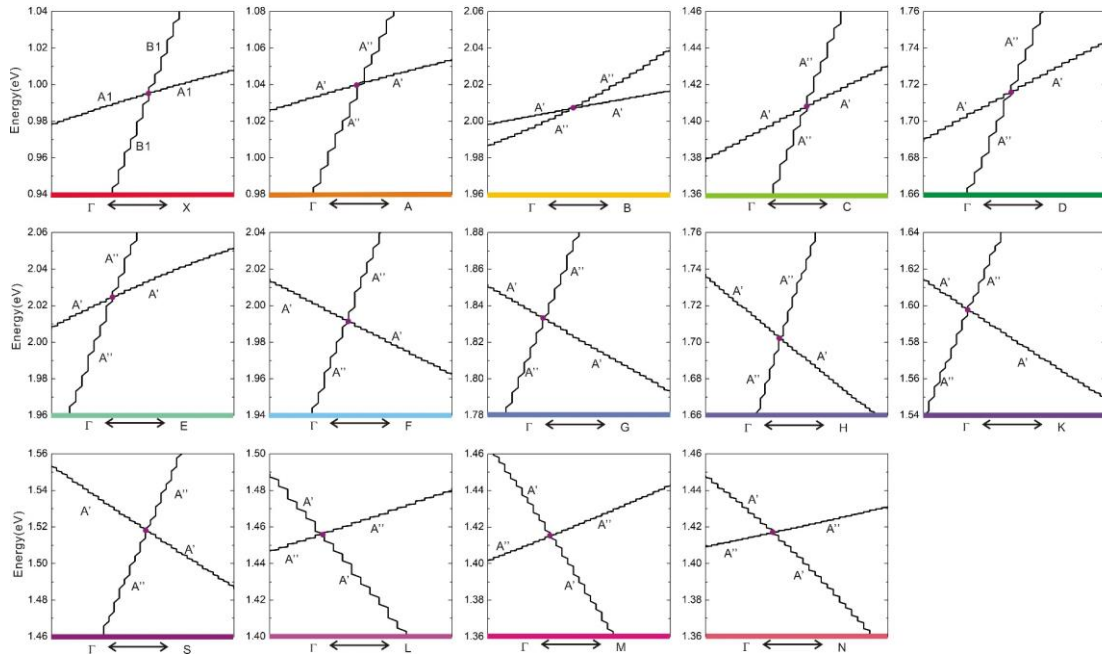 1.04
1.02
1.00
0.98
0.96
0.94
Energy(eV)
B1
A1
A1
B1
Γ X
1.08
1.06
1.04
1.02
1.00
0.98
A''
A'
A'
A''
Γ A
2.10
2.08
2.06
2.04
2.02
2.00
1.98
1.96
A''
A'
A'
A''
Γ B
1.46
1.44
1.42
1.40
1.38
1.36
A''
A'
A'
A''
Γ C
1.76
1.74
1.72
1.70
1.68
1.66
A''
A'
A'
A''
Γ D
2.06
2.04
2.02
2.00
1.98
1.96
Energy(eV)
A''
A'
A'
A''
Γ E
2.04
2.02
2.00
1.98
1.96
1.94
A''
A'
A'
A''
Γ F
1.88
1.86
1.84
1.82
1.80
1.78
A''
A'
A'
A''
Γ G
1.76
1.74
1.72
1.70
1.68
1.66
A''
A'
A'
A''
Γ H
1.64
1.62
1.60
1.58
1.56
1.54
A''
A'
A'
A''
Γ K
1.56
1.54
1.52
1.50
1.48
1.46
Energy(eV)
A''
A'
A'
A''
Γ S
1.50
1.48
1.46
1.44
1.42
1.40
A'
A''
A''
A'
Γ L
1.46
1.44
1.42
1.40
1.38
1.36
A'
A''
A''
A'
Γ M
1.46
1.44
1.42
1.40
1.38
1.36
A'
A''
A''
A'
Γ N